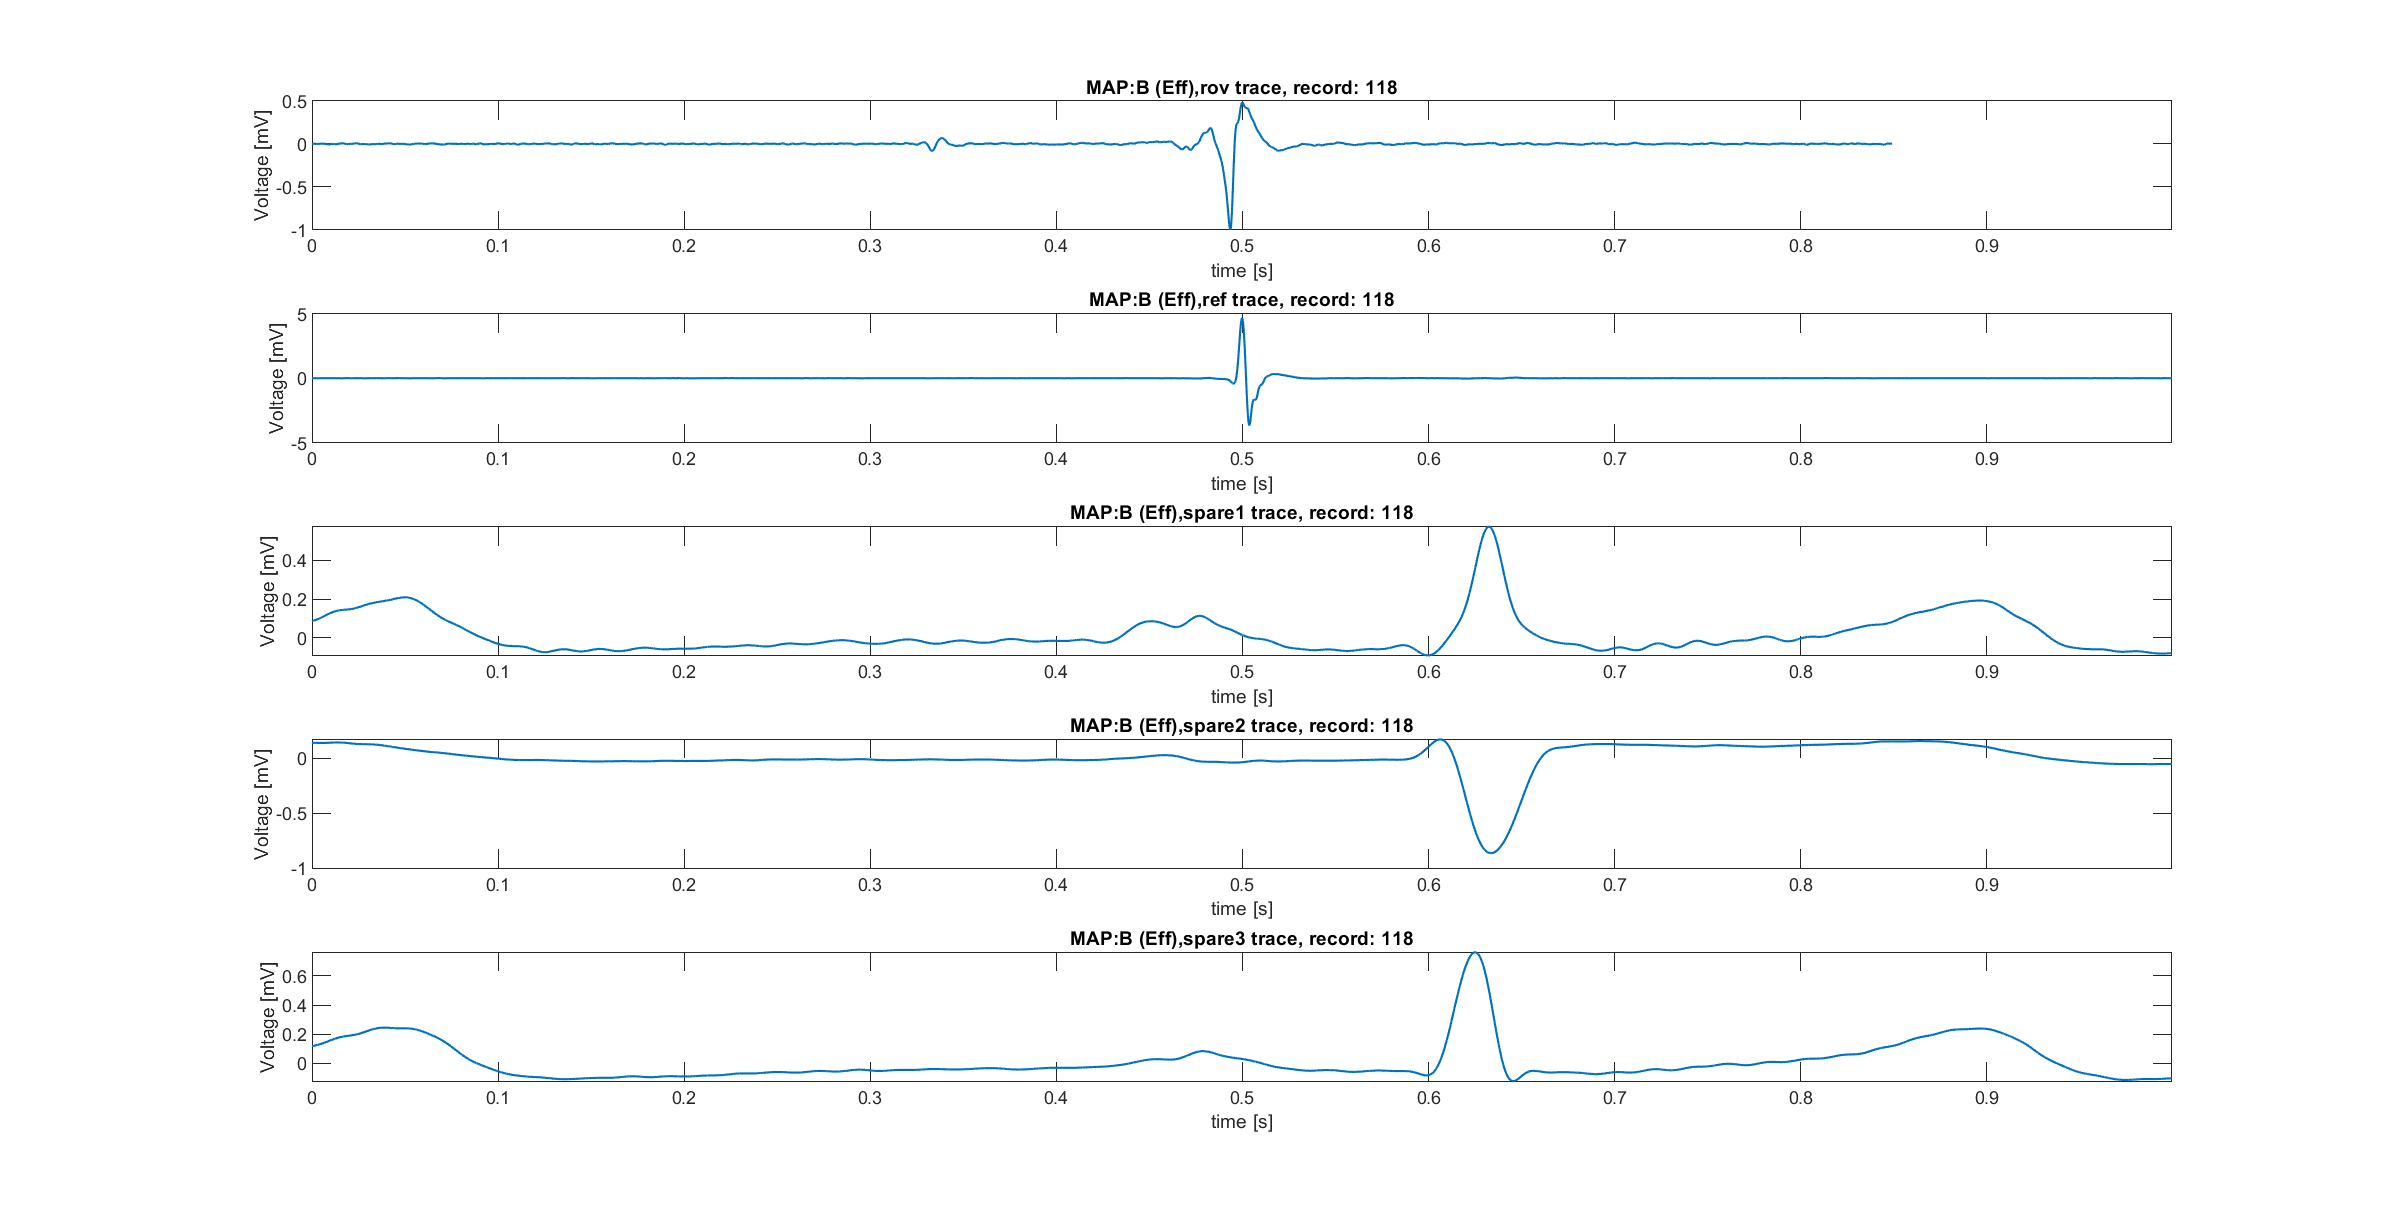 MAP:B (Eff),rov trace, record: 118
Voltage [mV]
0.5
0
-0.5
-1
0 0.1 0.2 0.3 0.4 0.5 0.6 0.7 0.8 0.9
time [s]
MAP:B (Eff),ref trace, record: 118
Voltage [mV]
5
0
-5
0 0.1 0.2 0.3 0.4 0.5 0.6 0.7 0.8 0.9
time [s]
MAP:B (Eff),spare1 trace, record: 118
Voltage [mV]
0.4
0.2
0
0 0.1 0.2 0.3 0.4 0.5 0.6 0.7 0.8 0.9
time [s]
MAP:B (Eff),spare2 trace, record: 118
Voltage [mV]
0
-0.5
-1
0 0.1 0.2 0.3 0.4 0.5 0.6 0.7 0.8 0.9
time [s]
MAP:B (Eff),spare3 trace, record: 118
Voltage [mV]
0.6
0.4
0.2
0
0 0.1 0.2 0.3 0.4 0.5 0.6 0.7 0.8 0.9
time [s]